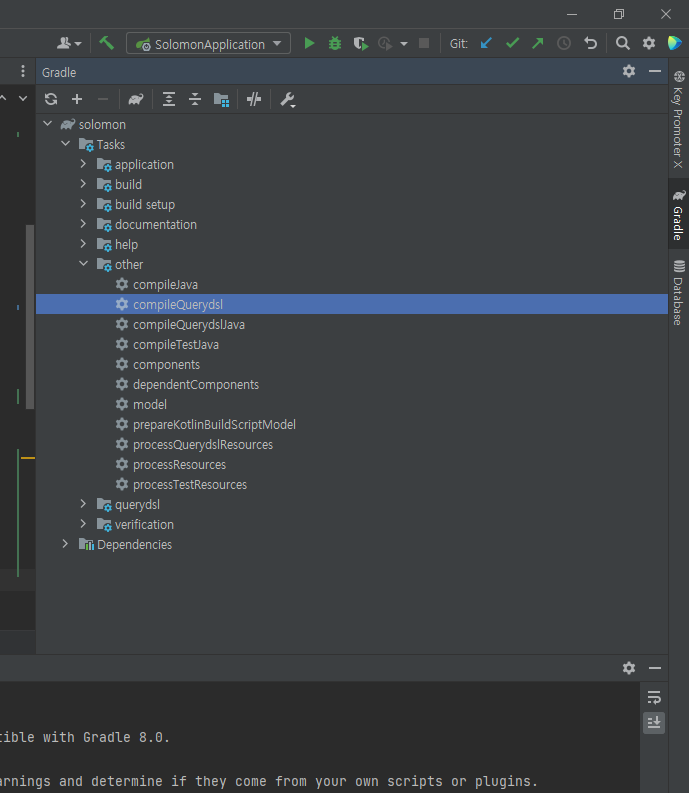 SolomonApplication
Git:
Gradle
solomon
Tasks
application
build
build setup
documentation
help
other
compileJava
compileQuerydsl
compileQuerydslJava
compileTestJava
components
dependentComponents
model
prepareKotlinBuildScriptModel
processQuerydslResources
processResources
processTestResources
querydsl
verification
Dependencies
Key Promoter X
Gradle
Database
tible with Gradle 8.0.
arnings and determine if they come from your own scripts or plugins.